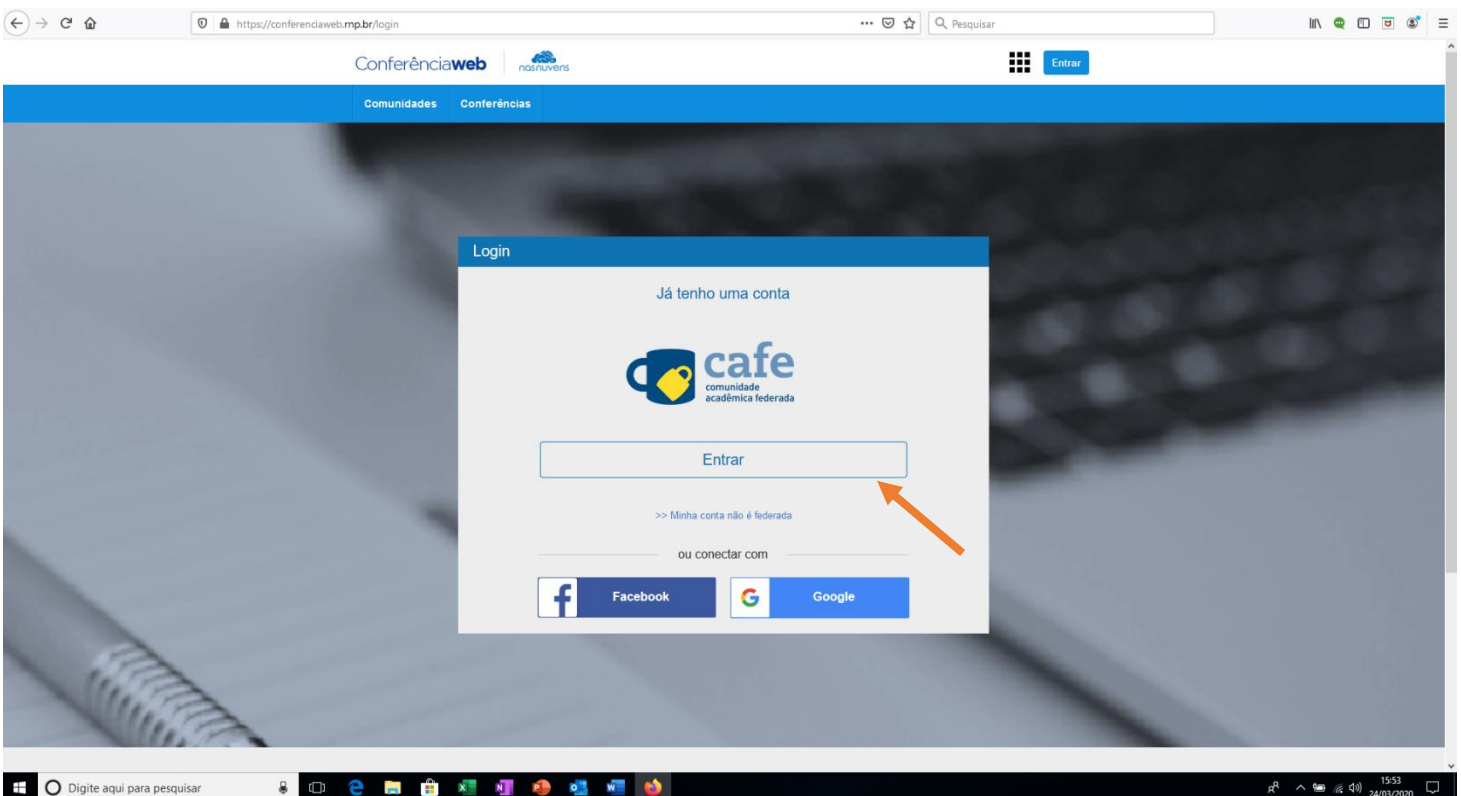 https://conferenciaweb.rnp.br/login
Pesquisar
Conferênciaweb
nasnuvens
Entrar
Comunidades Conferências
Login
Já tenho uma conta
cafe
comunidade
acadêmica federada
Entrar
>> Minha conta não é federada
ou conectar com
Facebook
Google
Digite aqui para pesquisar
15:53
24/03/2020